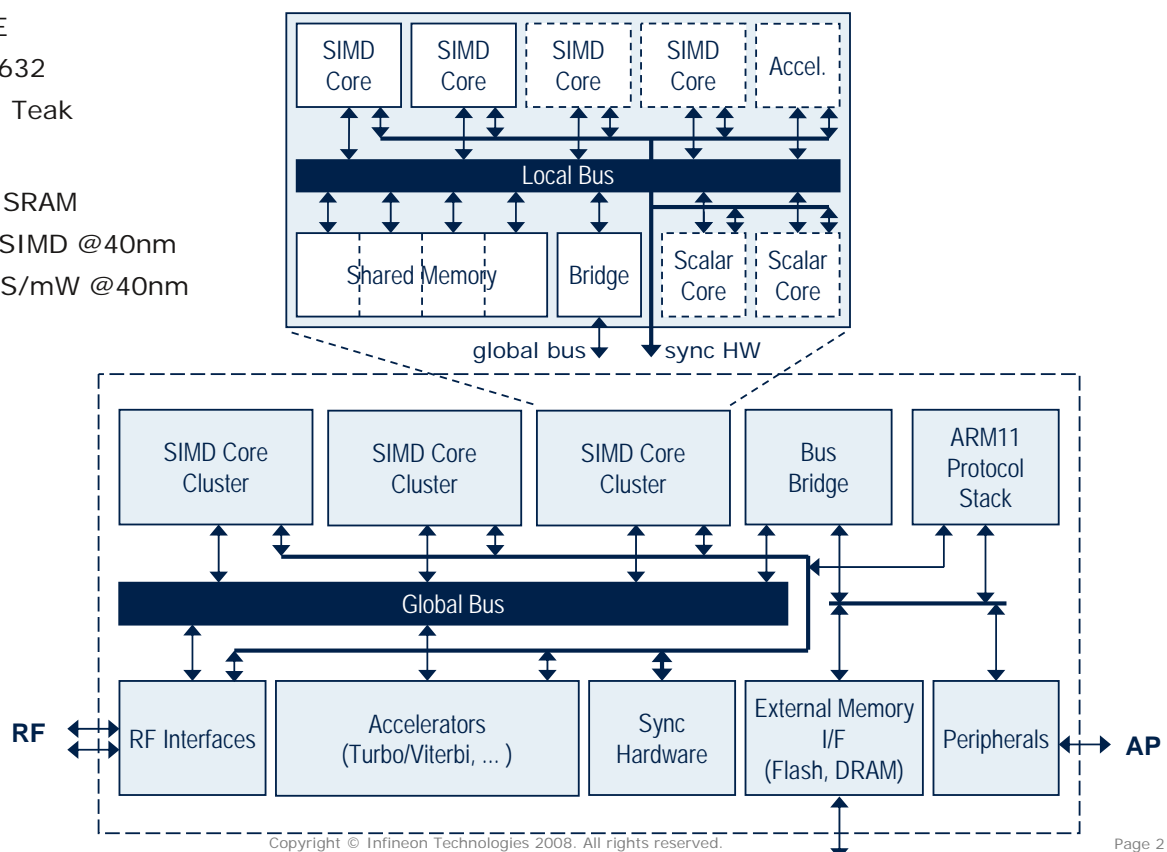 E
632
Teak
SRAM
SIMD @40nm
S/mW @40nm
SIMD
Core
SIMD
Core
SIMD
Core
SIMD
Core
Accel.
Local Bus
Shared Memory
Bridge
Scalar
Core
Scalar
Core
global bus
sync HW
SIMD Core
Cluster
SIMD Core
Cluster
SIMD Core
Cluster
Bus
Bridge
ARM11
Protocol
Stack
Global Bus
RF
RF Interfaces
Accelerators
(Turbo/Viterbi, ... )
Sync
Hardware
External Memory
I/F
(Flash, DRAM)
Peripherals
AP
Copyright © Infineon Technologies 2008. All rights reserved.
Page 2